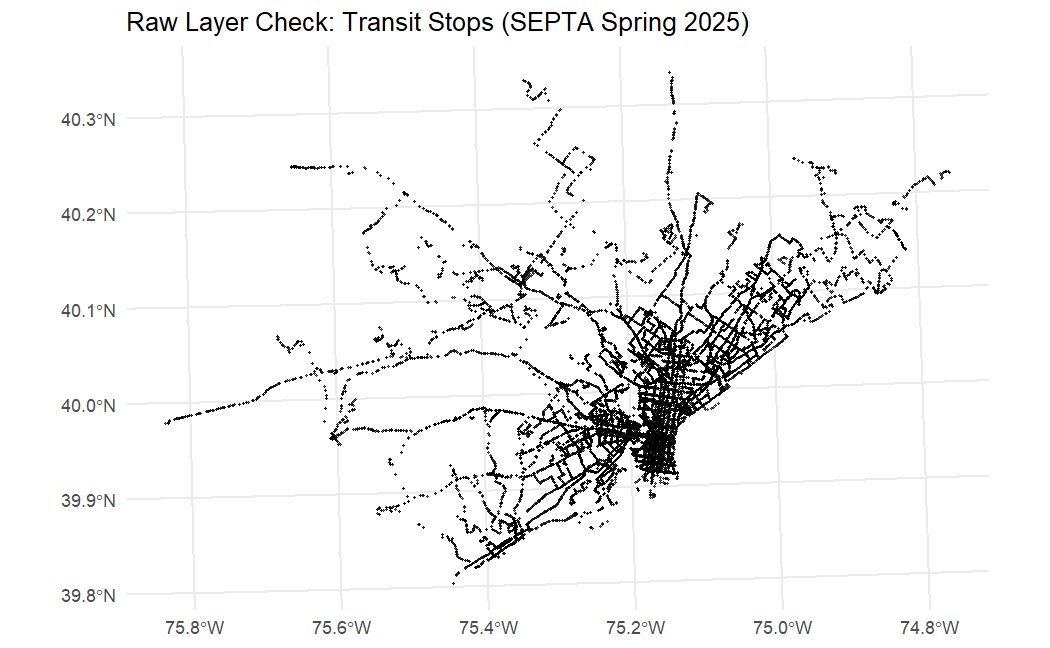 Raw Layer Check: Transit Stops (SEPTA Spring 2025)
40.3°N
40.2°N
40.1°N
40.0°N
39.9°N
39.8°N
75.8°W 75.6°W 75.4°W 75.2°W 75.0°W 74.8°W